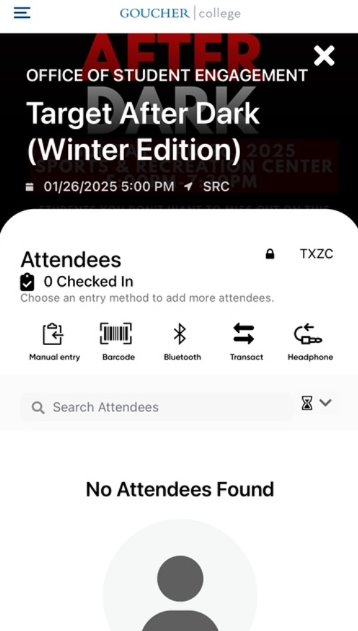 GOUCHER | college
AFTER
DARK
OFFICE OF STUDENT ENGAGEMENT
Target After Dark
(Winter Edition)
2025
SPORTS & RECREATION CENTER
01/26/2025 5:00 PM SRC
Attendees
TXZC
0 Checked In
Choose an entry method to add more attendees.
Manual entry Barcode Bluetooth Transact Headphone
Search Attendees
No Attendees Found